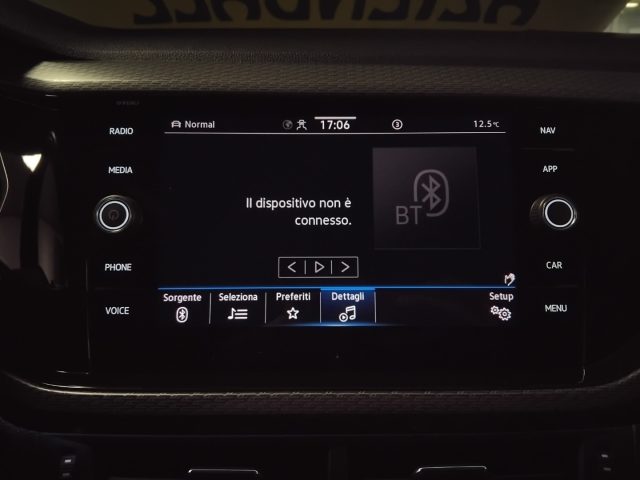 RADIO
MEDIA
PHONE
VOICE
Normal
17:06
3
12.5°C
Il dispositivo non è
connesso.
BT
Sorgente
Seleziona
Preferiti
Dettagli
Setup
NAV
APP
CAR
MENU